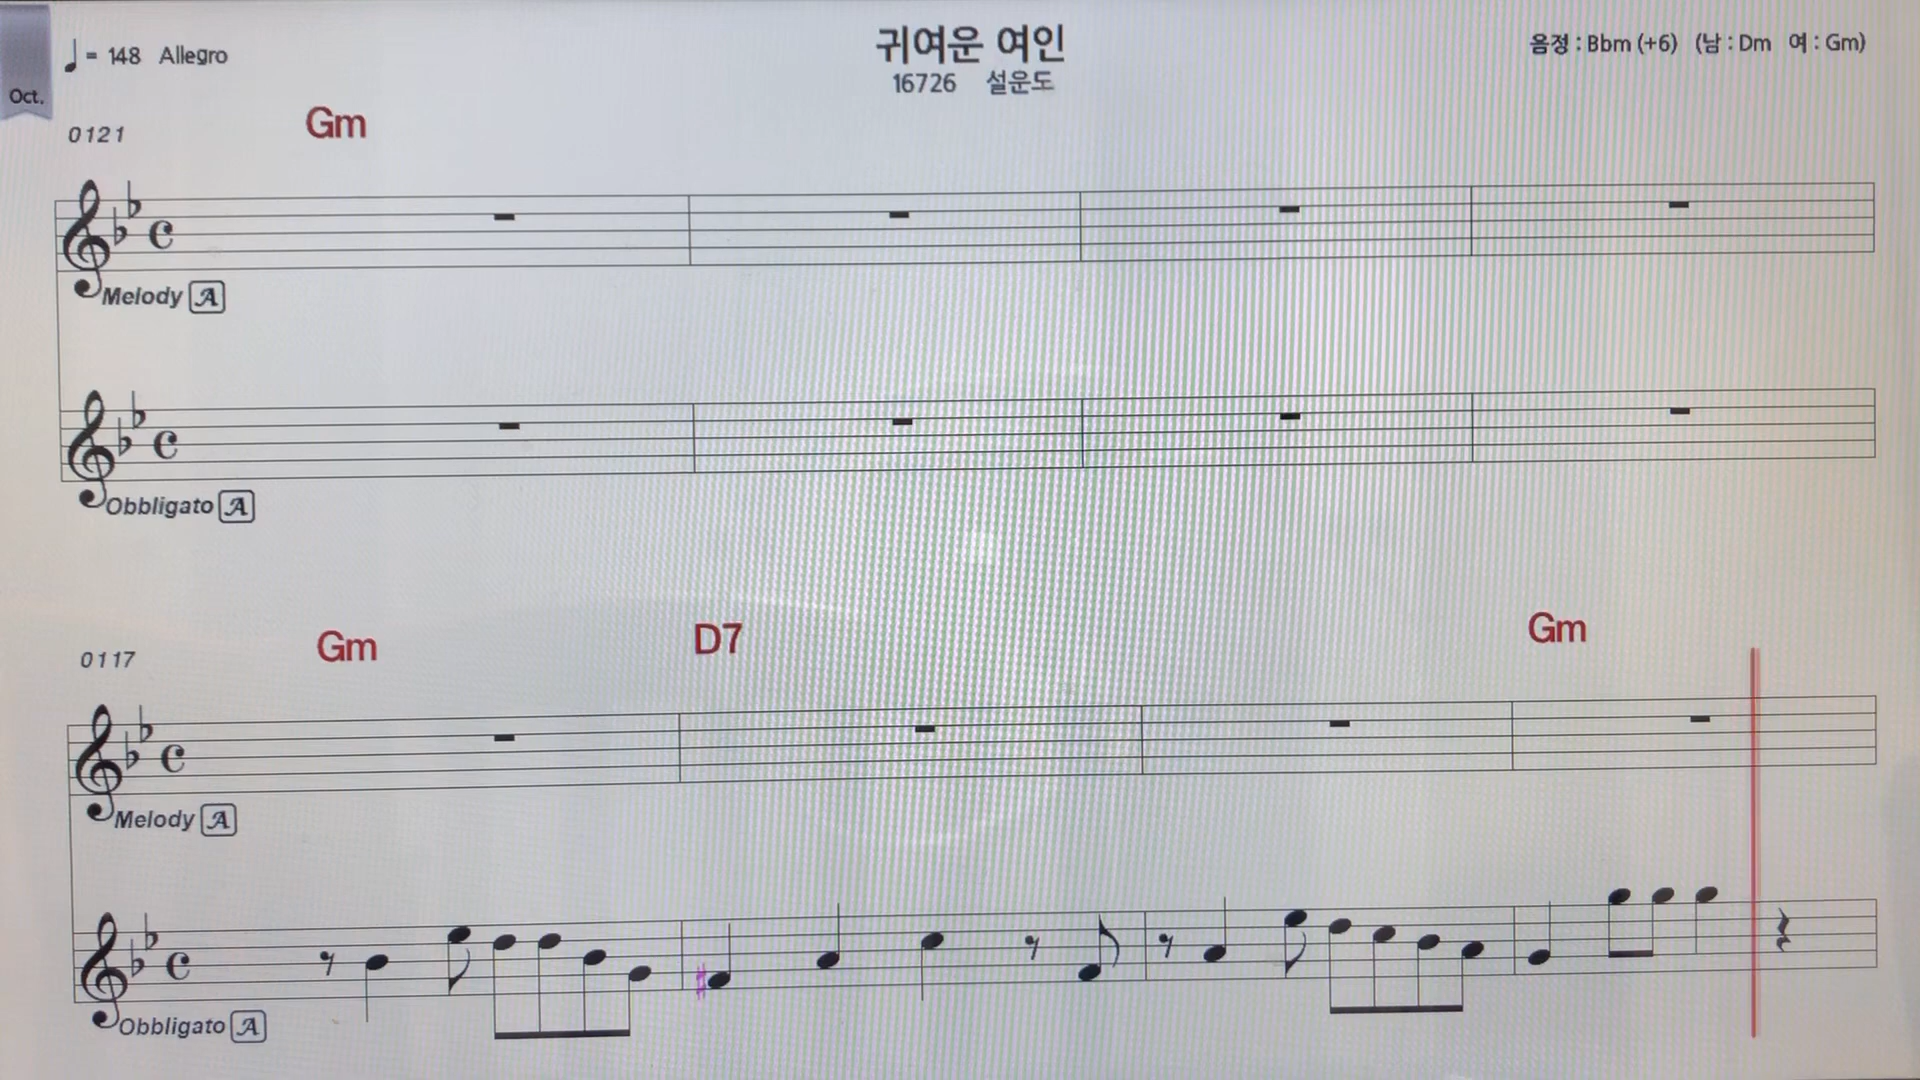 ♩ = 148 Allegro
귀여운 여인
음정 : Bbm (+6) (남 : Dm 여 : Gm)
16726 설운도
Oct.
0121
Gm
Melody A
Obbligato A
0117
Gm D7 Gm
Melody A
Obbligato A